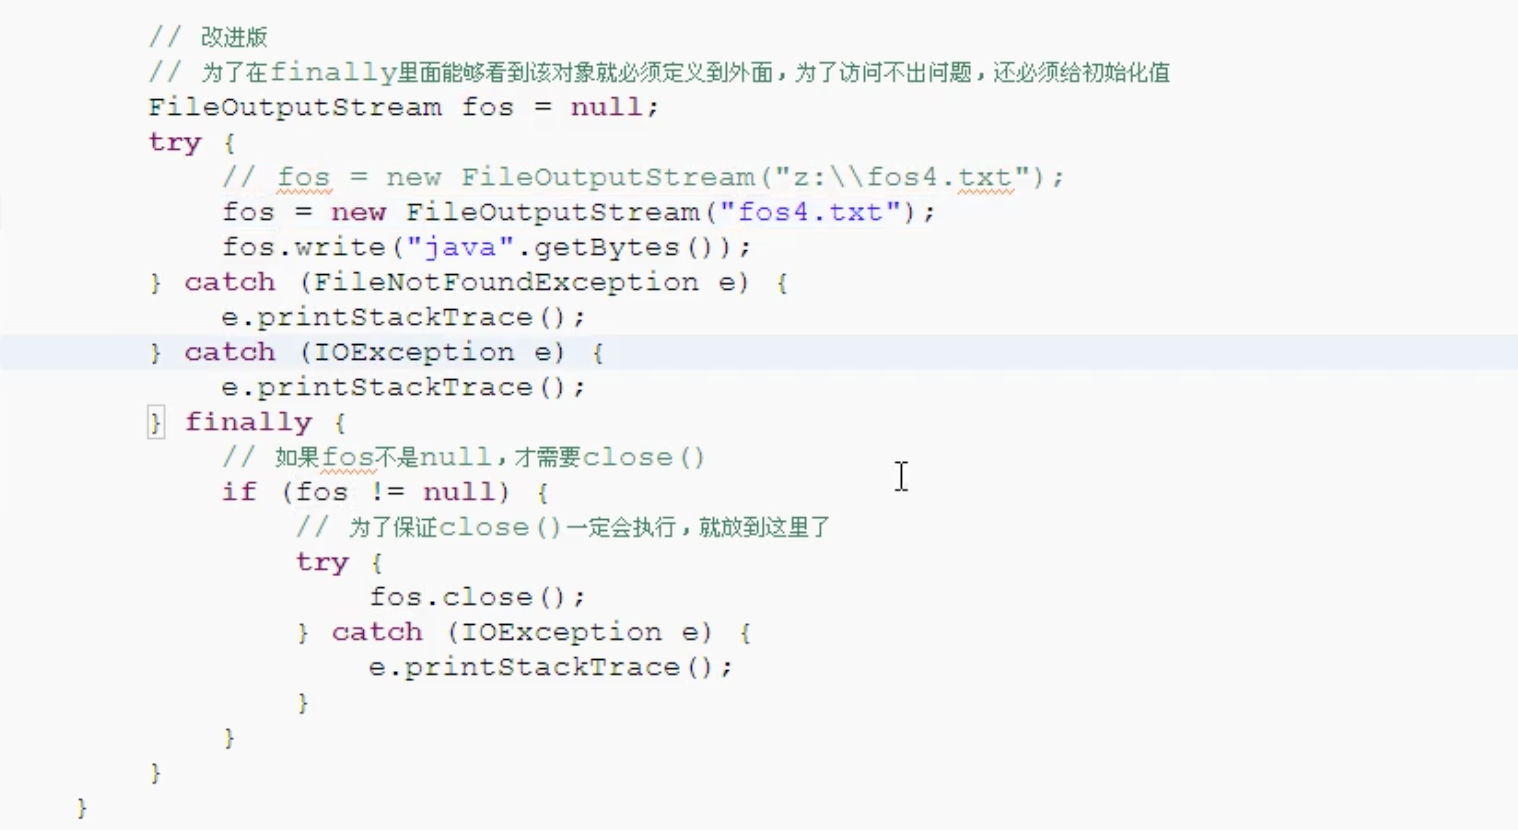 // 改进版
// 为了在finally里面能够看到该对象就必须定义到外面，为了访问不出问题，还必须给初始化值
FileOutputStream fos = null;
try {
// fos = new FileOutputStream("z:\\fos4.txt");
fos = new FileOutputStream("fos4.txt");
fos.write("java".getBytes());
} catch (FileNotFoundException e) {
e.printStackTrace();
} catch (IOException e) {
e.printStackTrace();
} finally {
// 如果fos不是null，才需要close()
if (fos != null) {
// 为了保证close()一定会执行，就放到这里了
try {
fos.close();
} catch (IOException e) {
e.printStackTrace();
}
}
}
}